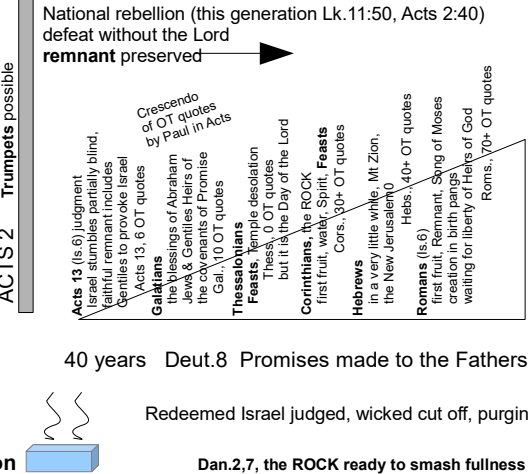 National rebellion (this generation Lk.11:50, Acts 2:40)
defeat without the Lord
remnant preserved
Trumpets possible
ACTS 2
Crescendo
of OT quotes
by Paul in Acts
Acts 13 (Is.6) judgment
Israel stumbles partially blind,
faithful remnant includes
Gentiles to provoke Israel
Acts 13, 6 OT quotes
Galatians
the blessings of Abraham
Jews & Gentiles Heirs of
the covenants of Promise
Gal., 10 OT quotes
Thessalonians
Feasts, Temple desolation
Thess, 0 OT quotes
but it is the Day of the Lord
Corinthians, the ROCK
first fruit, water, Spirit, Feasts
Cors., 30+ OT quotes
Hebrews
in a very little while, Mt Zion,
the New Jerusalem0
Hebs., 40+ OT quotes
Romans (Is.6)
first fruit, Remnant, Song of Moses
creation in birth pangs
waiting for liberty of Heirs of God
Roms., 70+ OT quotes
40 years Deut.8 Promises made to the Fathers
Redeemed Israel judged, wicked cut off, purgin
on
Dan.2,7, the ROCK ready to smash fullness